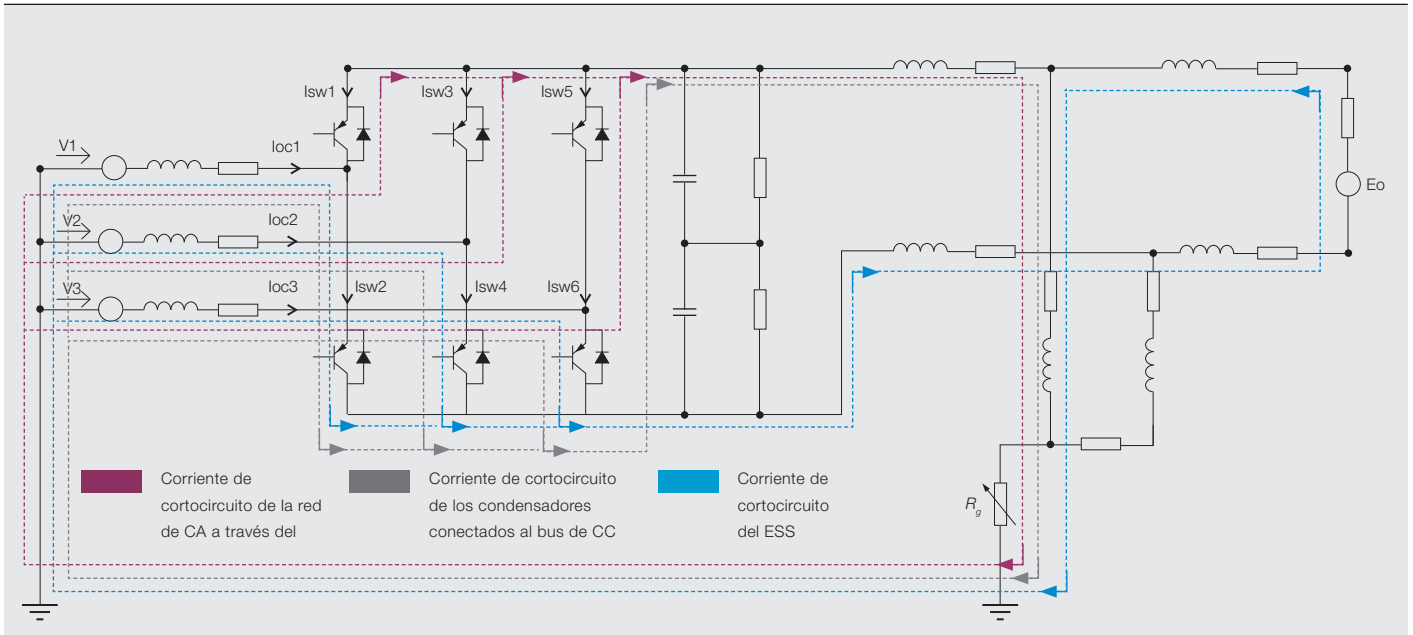 Isw1
Isw3
Isw5
V1
Ioc1
Eo
V2
Ioc2
V3
Ioc3
Isw2
Isw4
Isw6
Corriente de
cortocircuito de la red
de CA a través del
Corriente de cortocircuito
de los condensadores
conectados al bus de CC
Corriente de
cortocircuito
del ESS
Rg